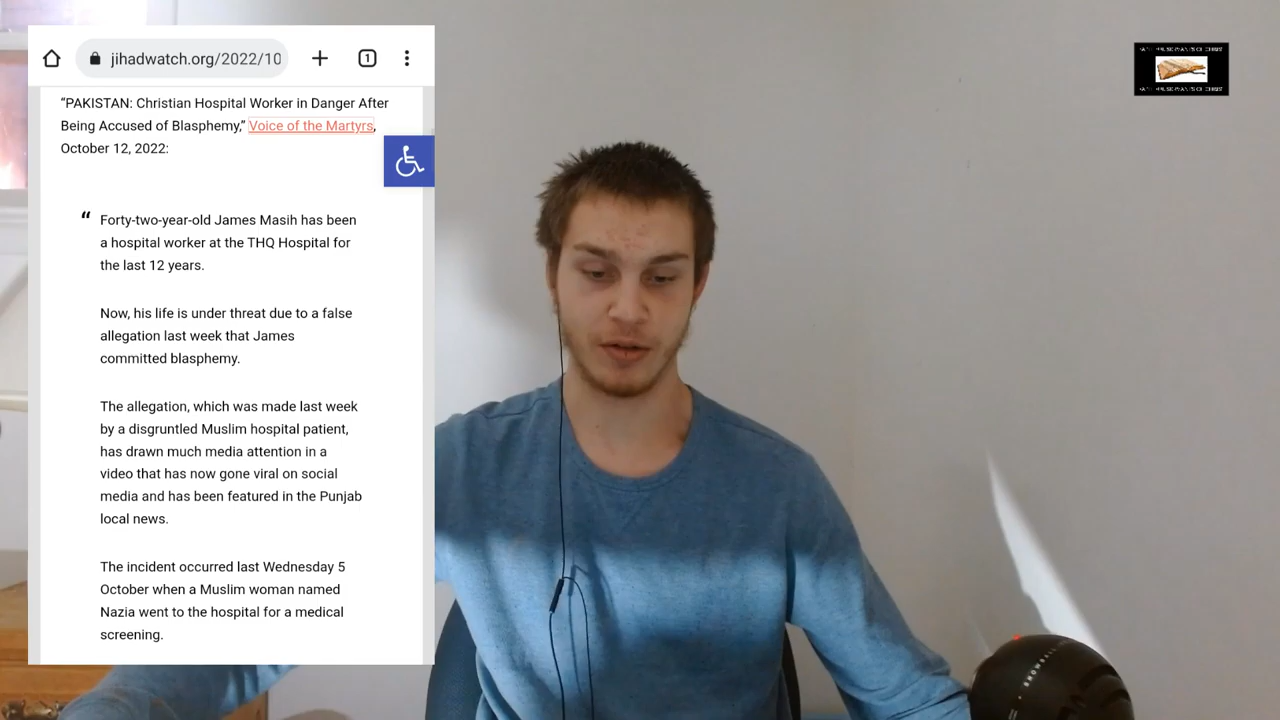 jihadwatch.org/2022/10
1
“PAKISTAN: Christian Hospital Worker in Danger After
Being Accused of Blasphemy,” Voice of the Martyrs,
October 12, 2022:
“ Forty-two-year-old James Masih has been
a hospital worker at the THQ Hospital for
the last 12 years.
Now, his life is under threat due to a false
allegation last week that James
committed blasphemy.
The allegation, which was made last week
by a disgruntled Muslim hospital patient,
has drawn much media attention in a
video that has now gone viral on social
media and has been featured in the Punjab
local news.
The incident occurred last Wednesday 5
October when a Muslim woman named
Nazia went to the hospital for a medical
screening.